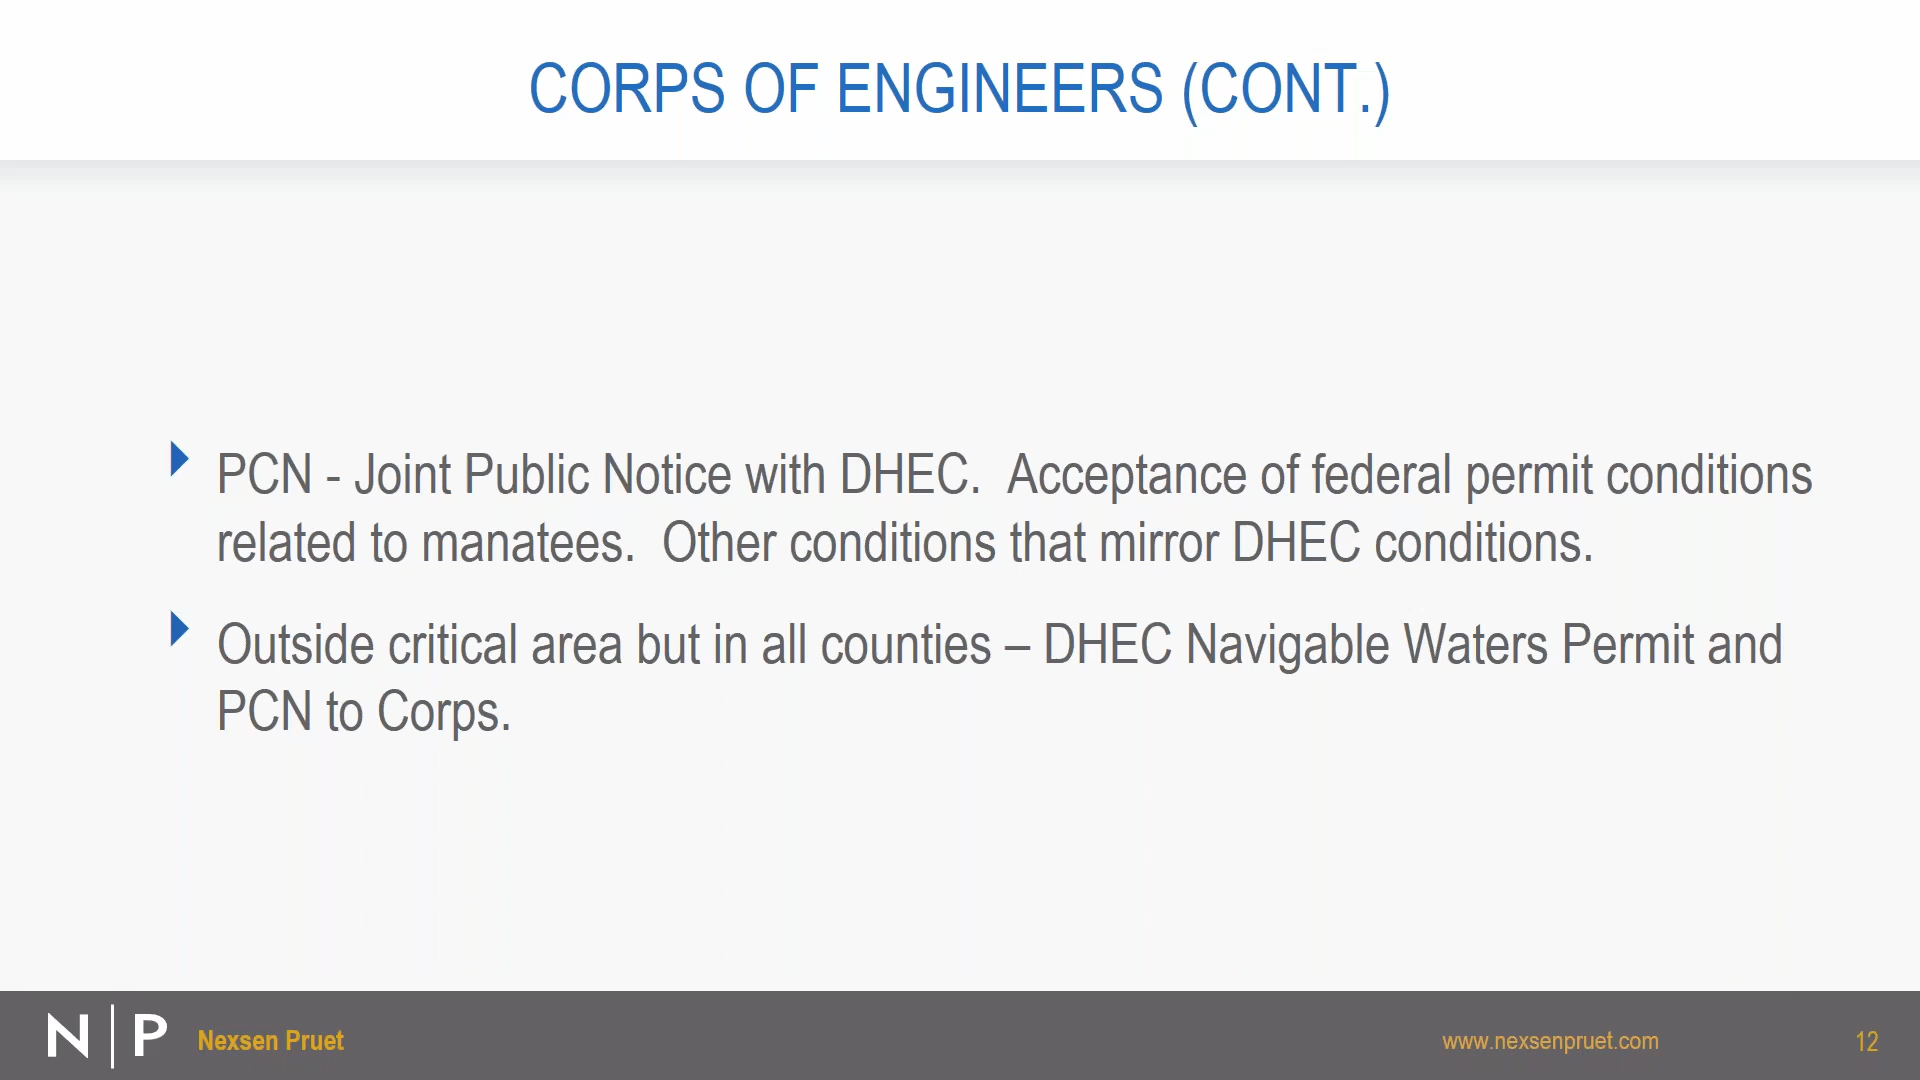 CORPS OF ENGINEERS (CONT.)
PCN - Joint Public Notice with DHEC.  Acceptance of federal permit conditions
related to manatees.  Other conditions that mirror DHEC conditions.
Outside critical area but in all counties – DHEC Navigable Waters Permit and
PCN to Corps.
N|P Nexsen Pruet www.nexsenpruet.com 12